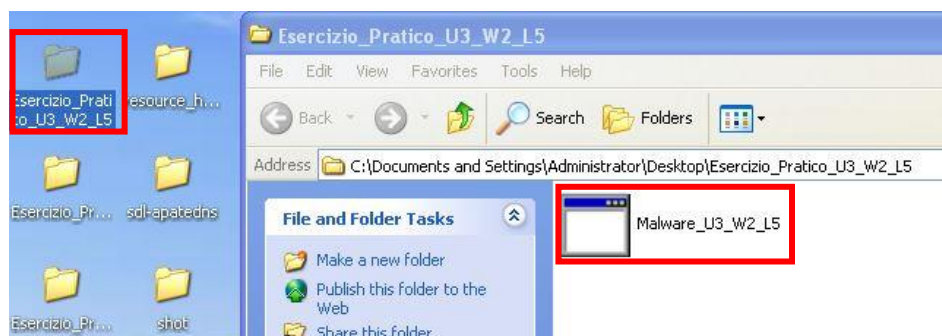 Esercizio_Prati
co_U3_W2_L5
resource_h...
Esercizio_Pr...
sdl-apatedns
Esercizio_Pr...
shot
Esercizio_Pratico_U3_W2_L5
File Edit View Favorites Tools Help
Back Search Folders
Address C:\Documents and Settings\Administrator\Desktop\Esercizio_Pratico_U3_W2_L5
File and Folder Tasks
Make a new folder
Publish this folder to the
Web
Share this folder
Malware_U3_W2_L5